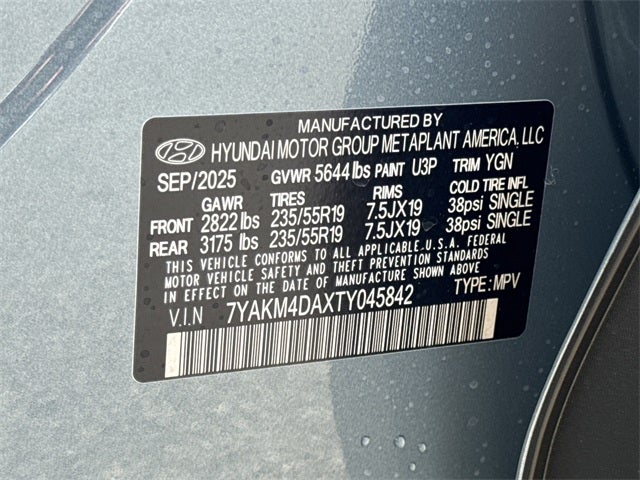 MANUFACTURED BY
HYUNDAI MOTOR GROUP METAPLANT AMERICA, LLC
SEP/2025 GVWR 5644 lbs PAINT U3P TRIM YGN
GAWR TIRES RIMS COLD TIRE INFL
FRONT 2822 lbs 235/55R19 7.5JX19 38psi SINGLE
REAR 3175 lbs 235/55R19 7.5JX19 38psi SINGLE
THIS VEHICLE CONFORMS TO ALL APPLICABLE.U.S.A. FEDERAL
MOTOR VEHICLE SAFETY AND THEFT PREVENTION STANDARDS
IN EFFECT ON THE DATE OF MANUFACTURE SHOWN ABOVE
V.I.N 7YAKM4DAXTY045842 TYPE:MPV